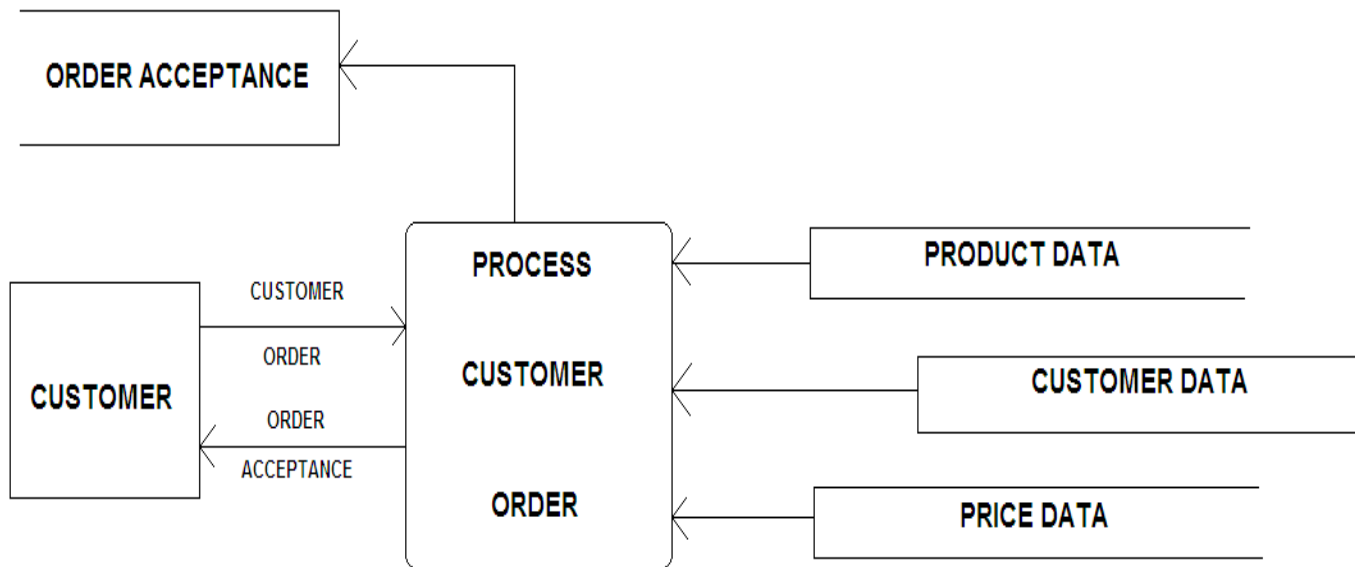 ORDER ACCEPTANCE
PROCESS
CUSTOMER
ORDER
PRODUCT DATA
CUSTOMER DATA
PRICE DATA
CUSTOMER
ORDER
CUSTOMER
ORDER
ACCEPTANCE